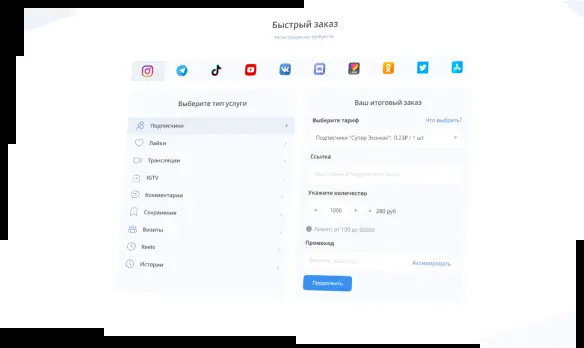 Быстрый заказ
Регистрация не требуется
Выберите тип услуги
Подписчики
Лайки
Трансляции
IGTV
Комментарии
Сохранения
Визиты
Reels
Истории
Ваш итоговый заказ
Выберите тариф
Что выбрать?
Подписчики "Супер Эконом": 0.23₽ / 1 шт
Ссылка
Укажите количество
− 1000 + = 280 руб
Лимит: от 100 до 50000
Промокод
Активировать
Продолжить